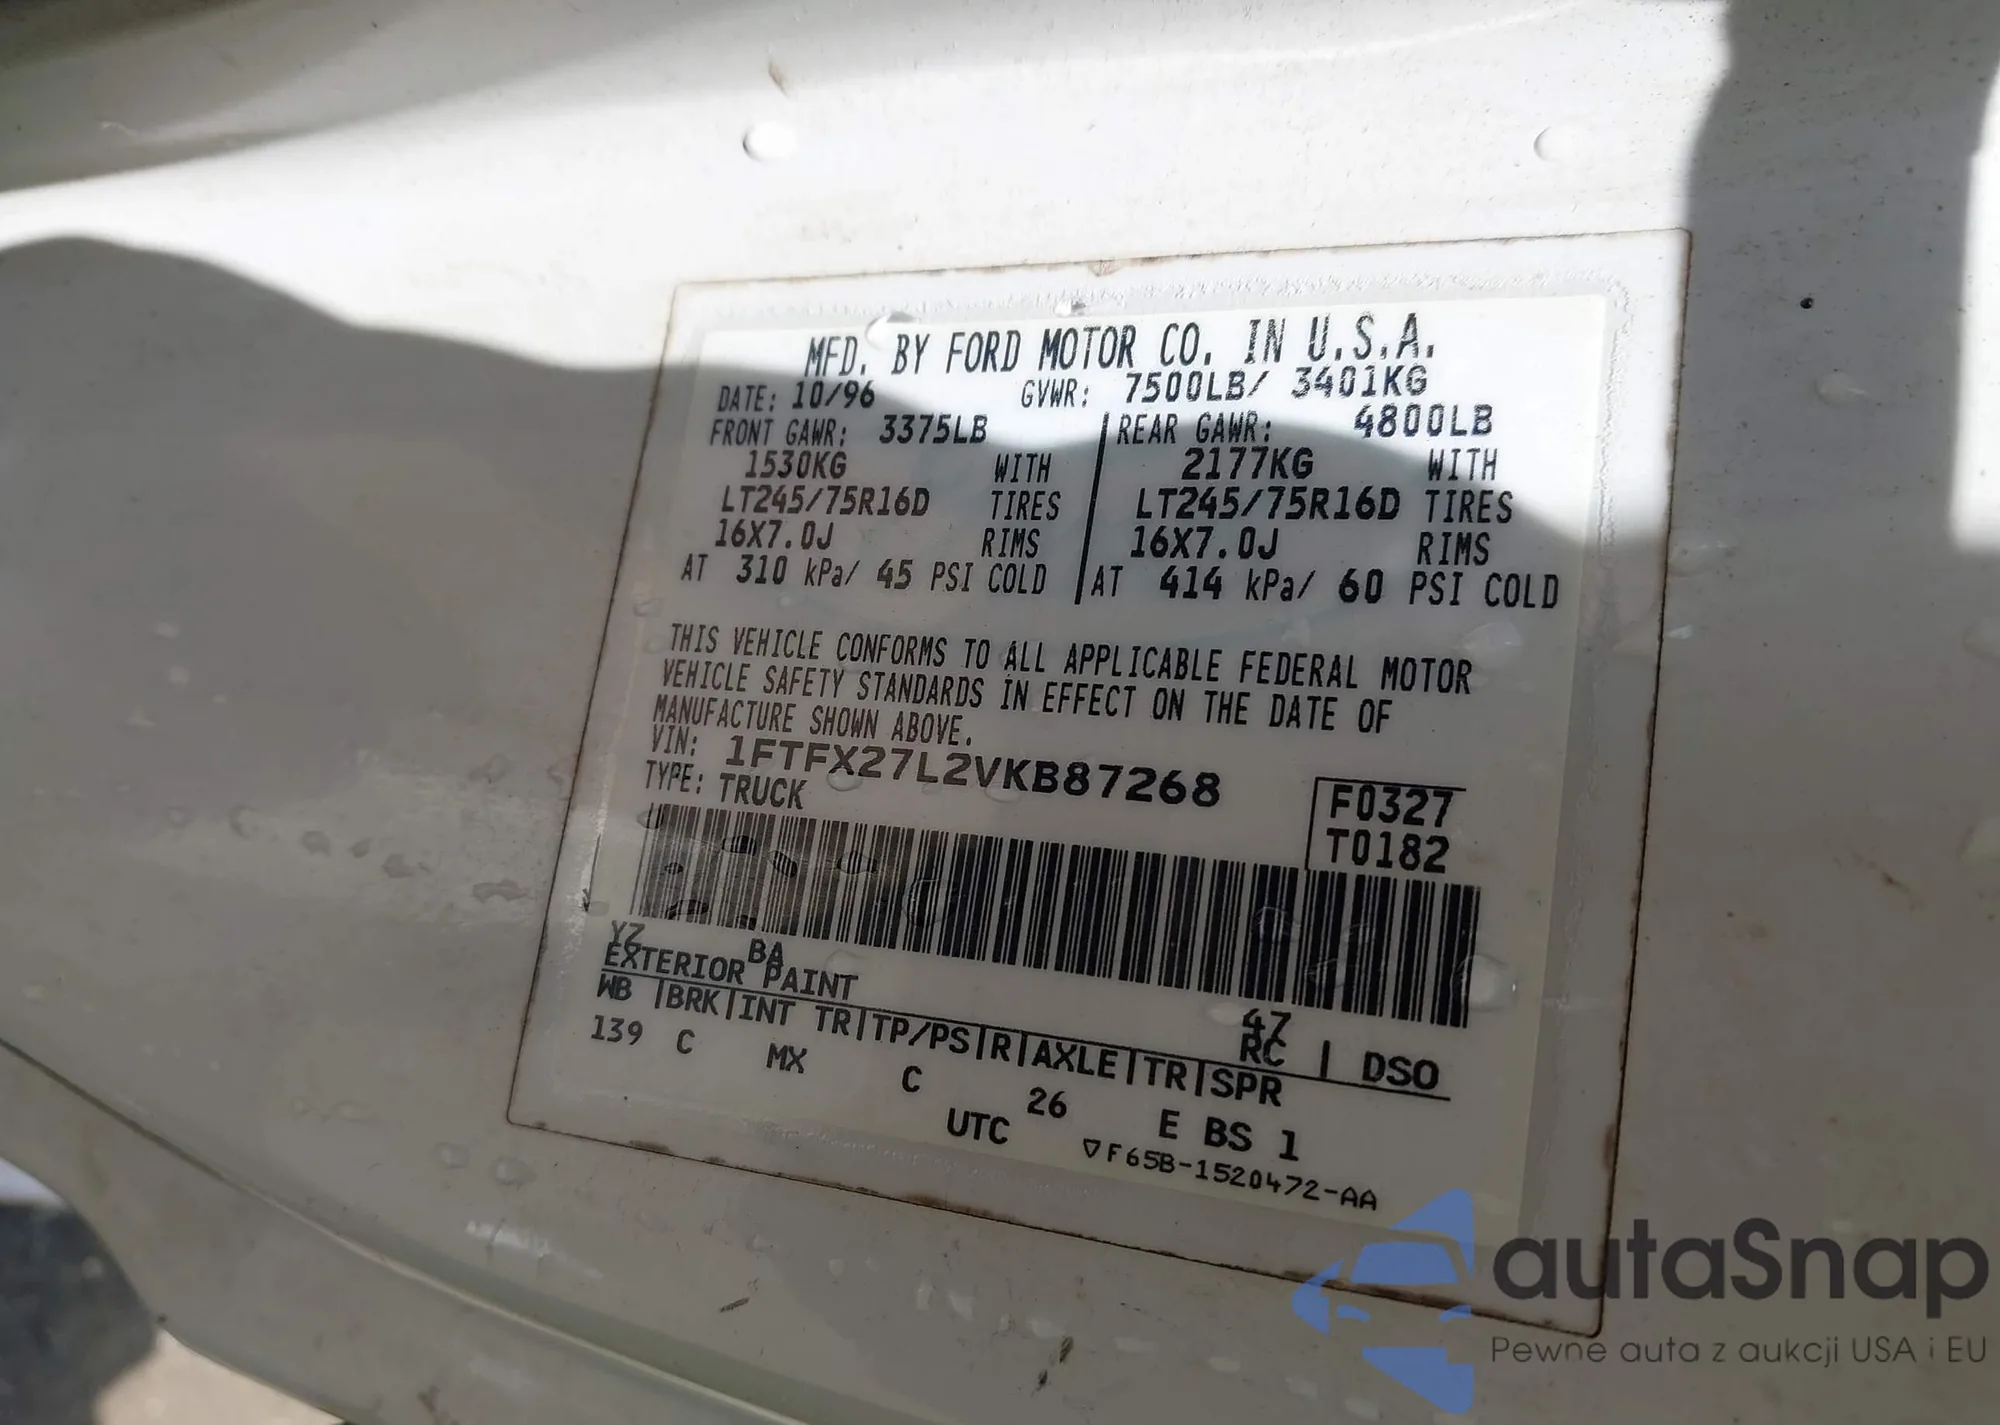 MFD. BY FORD MOTOR CO. IN U.S.A.
DATE: 10/96 GVWR: 7500LB/ 3401KG
FRONT GAWR: 3375LB REAR GAWR: 4800LB
1530KG WITH 2177KG WITH
LT245/75R16D TIRES LT245/75R16D TIRES
16X7.0J RIMS 16X7.0J RIMS
AT 310 kPa/ 45 PSI COLD AT 414 kPa/ 60 PSI COLD
THIS VEHICLE CONFORMS TO ALL APPLICABLE FEDERAL MOTOR
VEHICLE SAFETY STANDARDS IN EFFECT ON THE DATE OF
MANUFACTURE SHOWN ABOVE.
VIN: 1FTFX27L2VKB87268
TYPE: TRUCK
F0327
T0182
YZ BA 47
EXTERIOR PAINT RC | DSO
WB |BRK|INT TR|TP/PS|R|AXLE|TR|SPR
139 C MX C 26 E BS 1
UTC ▽F65B-1520472-AA
autaSnap
Pewne auta z aukcji USA i EU